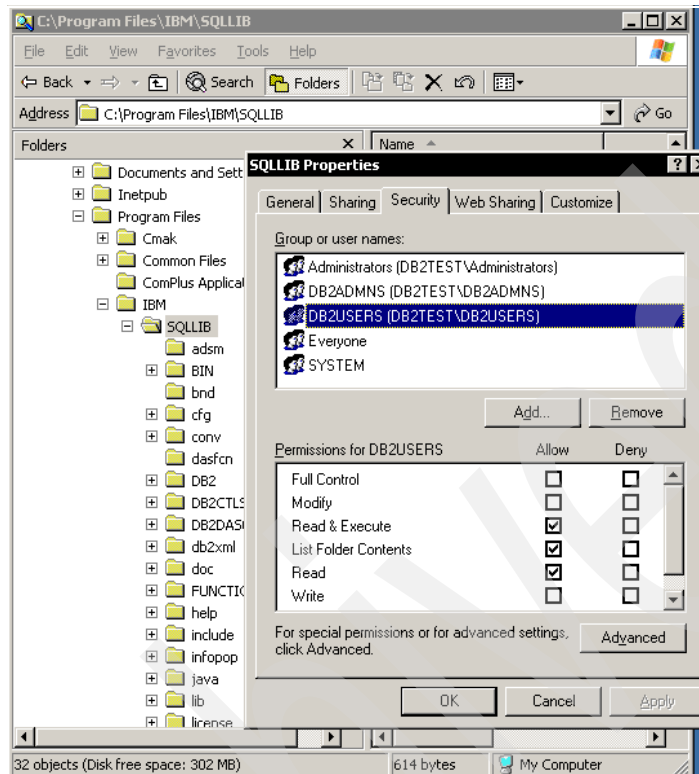 C:\Program Files\IBM\SQLLIB
File Edit View Favorites Tools Help
Back Search Folders
Address C:\Program Files\IBM\SQLLIB Go
Folders Name
SQLLIB Properties
General Sharing Security Web Sharing Customize
Group or user names:
Administrators (DB2TEST\Administrators)
DB2ADMNS (DB2TEST\DB2ADMNS)
DB2USERS (DB2TEST\DB2USERS)
Everyone
SYSTEM
Add... Remove
Permissions for DB2USERS Allow Deny
Full Control
Modify
Read & Execute
List Folder Contents
Read
Write
For special permissions or for advanced settings,
click Advanced.
Advanced
OK Cancel Apply
Documents and Sett
Inetpub
Program Files
Cmak
Common Files
ComPlus Applicat
IBM
SQLLIB
adsm
BIN
bnd
cfg
conv
dasfcn
DB2
DB2CTLS
DB2DAS
db2xml
doc
FUNCTIO
help
include
infopop
java
lib
license
32 objects (Disk free space: 302 MB) 614 bytes My Computer